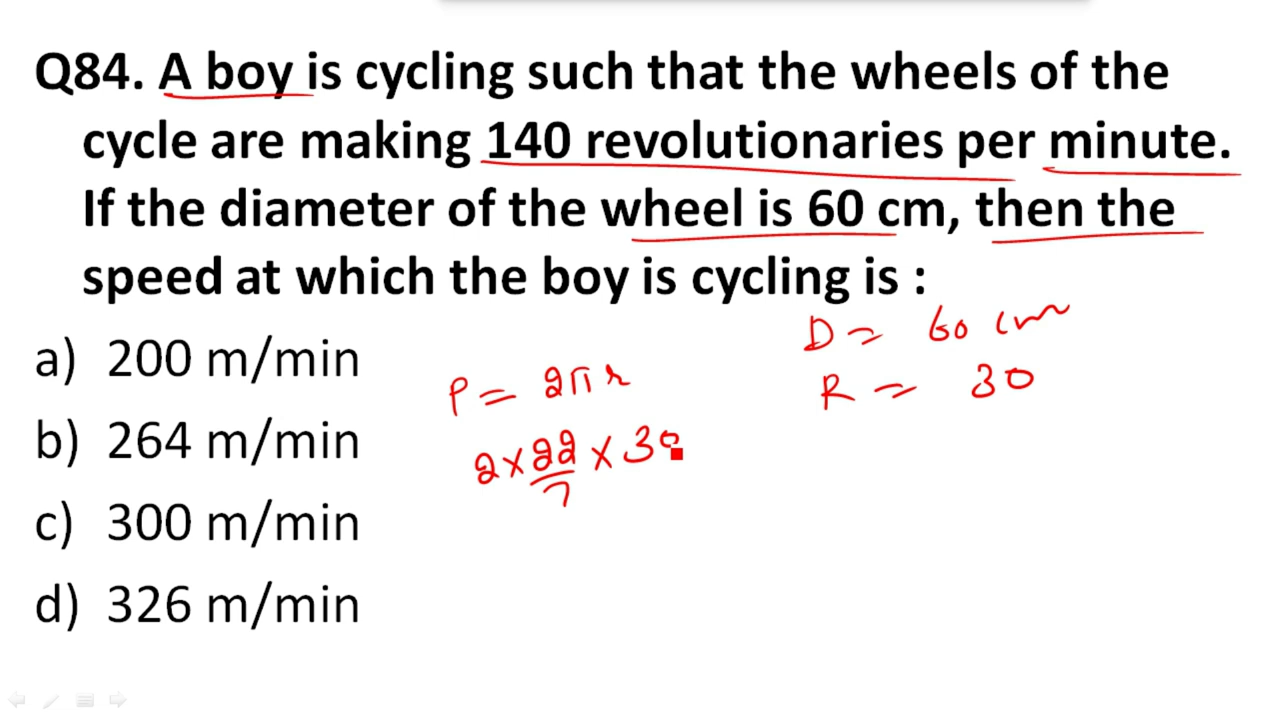 Q84. A boy is cycling such that the wheels of the
cycle are making 140 revolutionaries per minute.
If the diameter of the wheel is 60 cm, then the
speed at which the boy is cycling is :
D = 60 cm
a) 200 m/min
P = 2πr
R = 30
b) 264 m/min
2 × 22/7 × 30
c) 300 m/min
d) 326 m/min